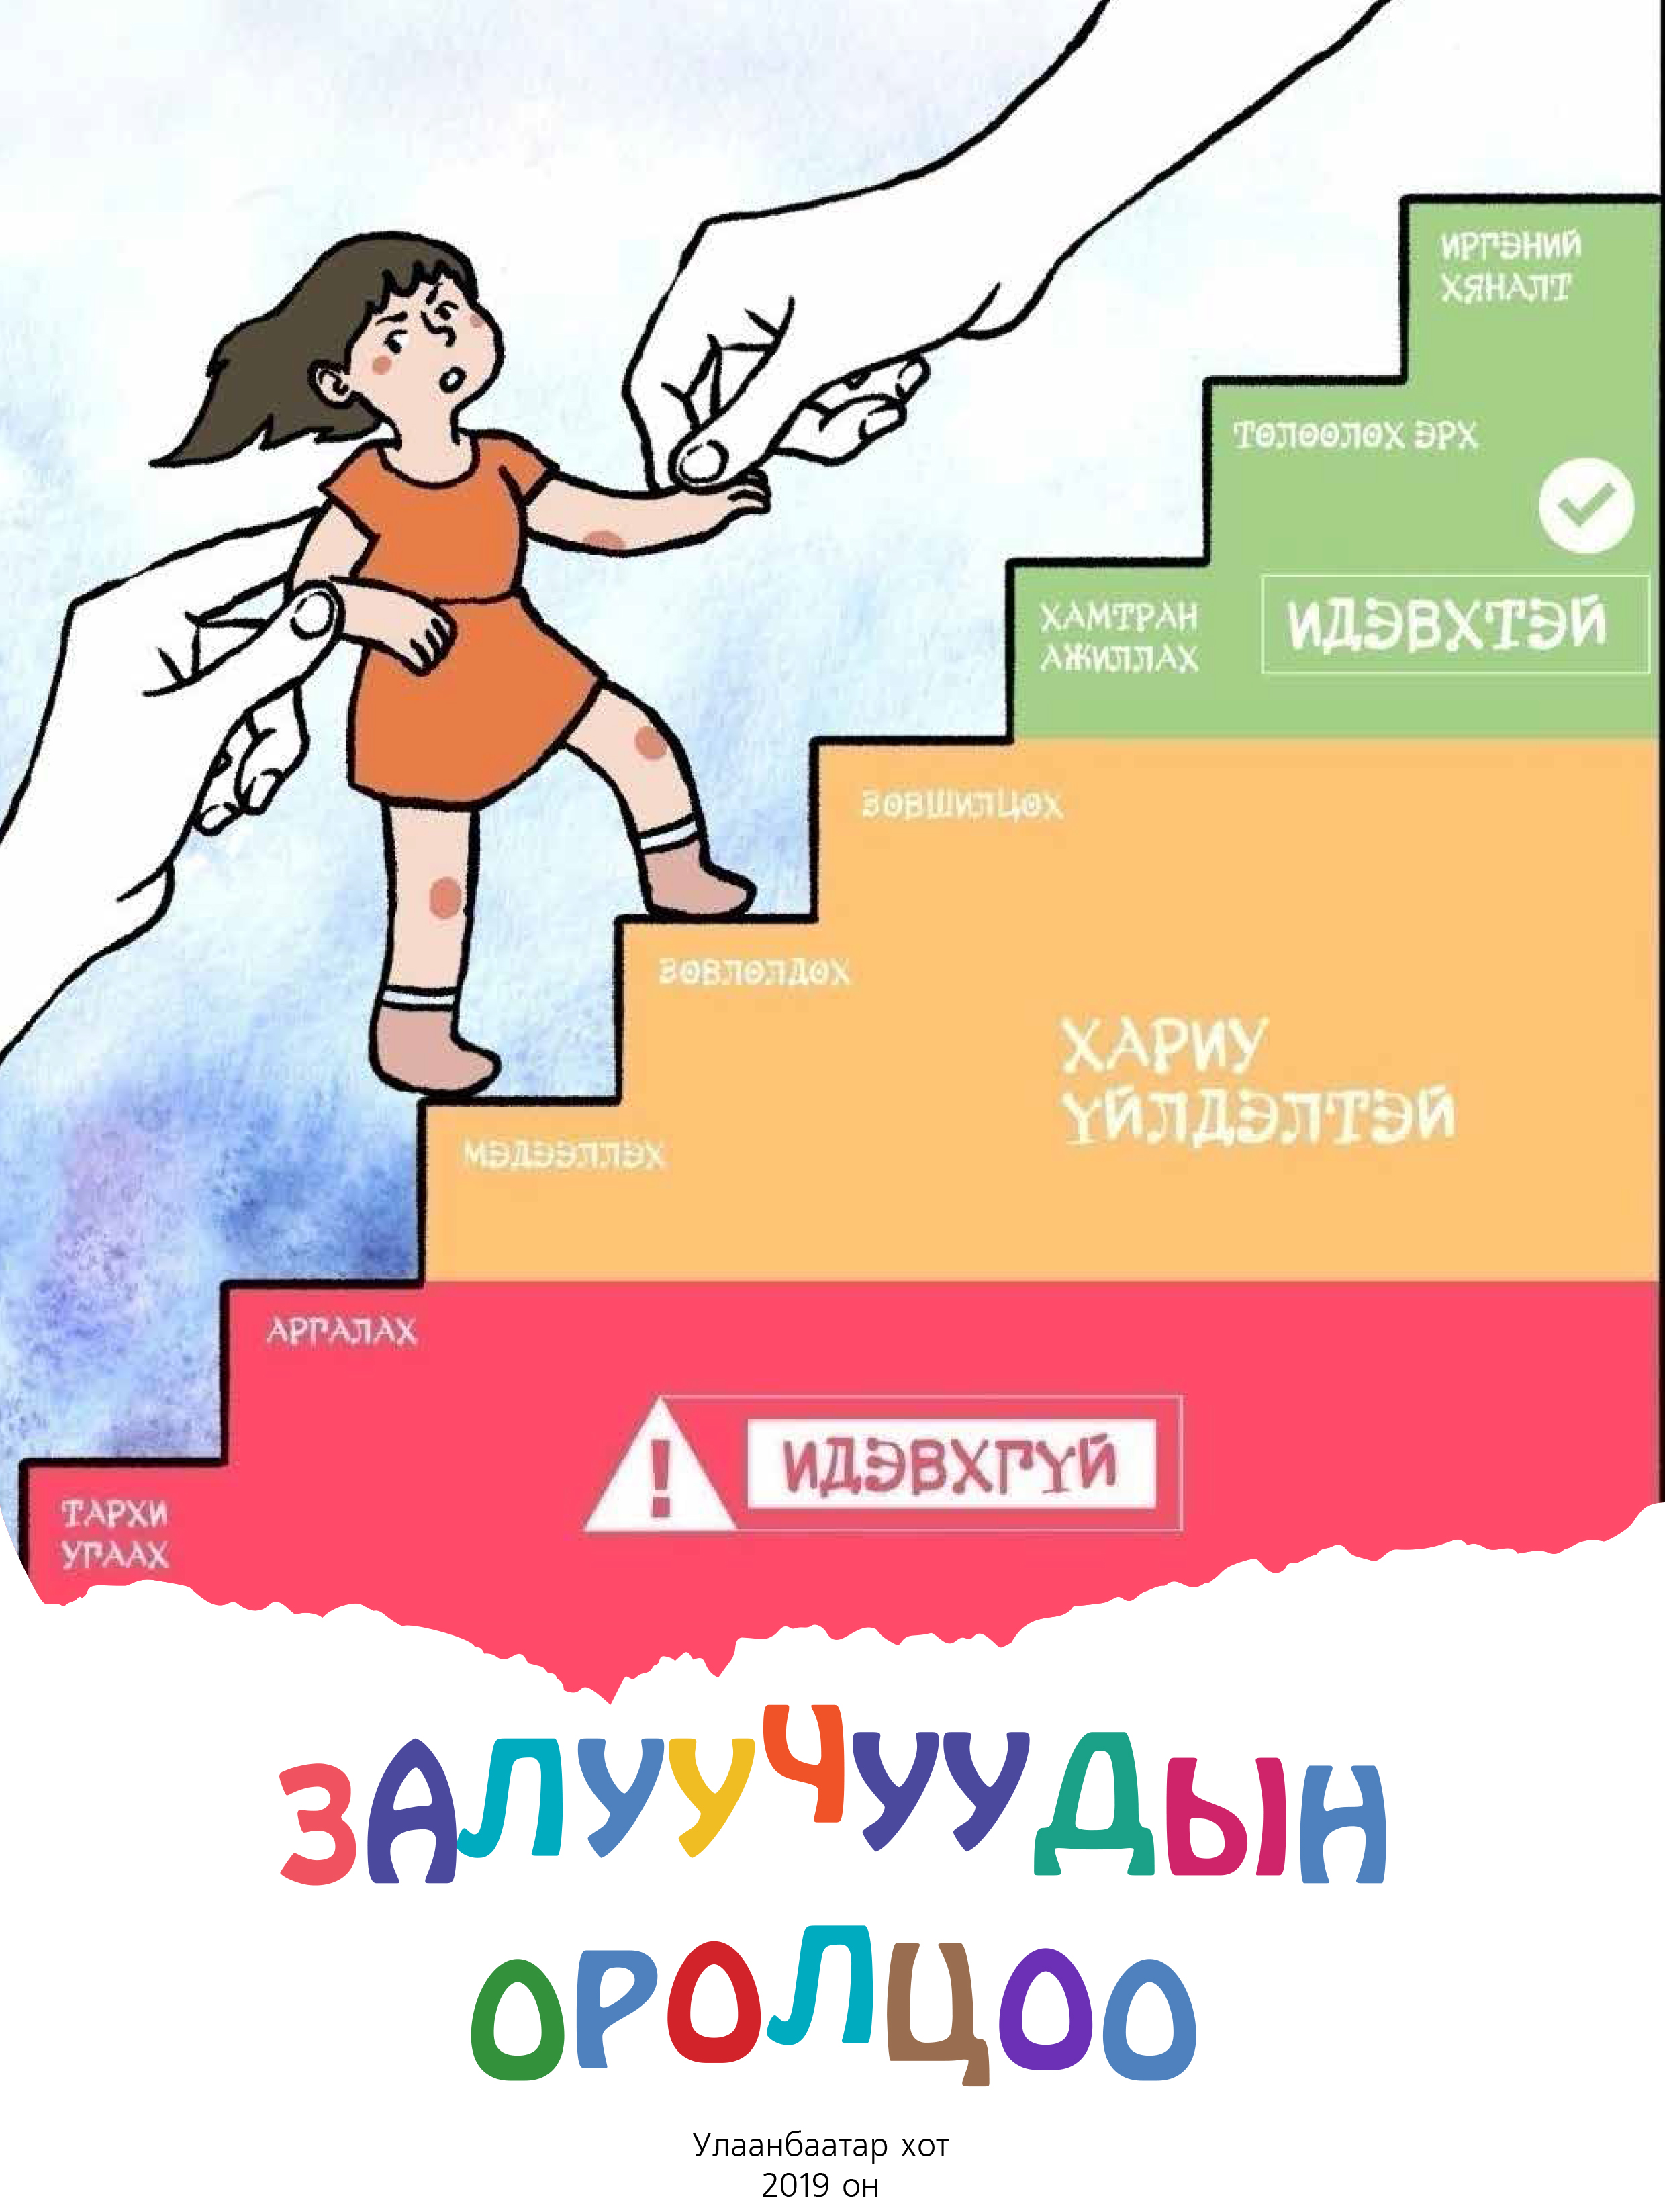 ИРГЭНИЙ
ХЯНАЛТ
ТӨЛӨӨЛӨХ ЭРХ
ХАМТРАН
АЖИЛЛАХ
ИДЭВХТЭЙ
ЗӨВШИЛЦӨХ
ЗӨВЛӨЛДӨХ
ХАРИУ
ҮЙЛДЭЛТЭЙ
МЭДЭЭЛЛЭХ
АРГАЛАХ
!
ИДЭВХГҮЙ
ТАРХИ
УГААХ
ЗАЛУУЧУУДЫН
ОРОЛЦОО
Улаанбаатар хот
2019 он